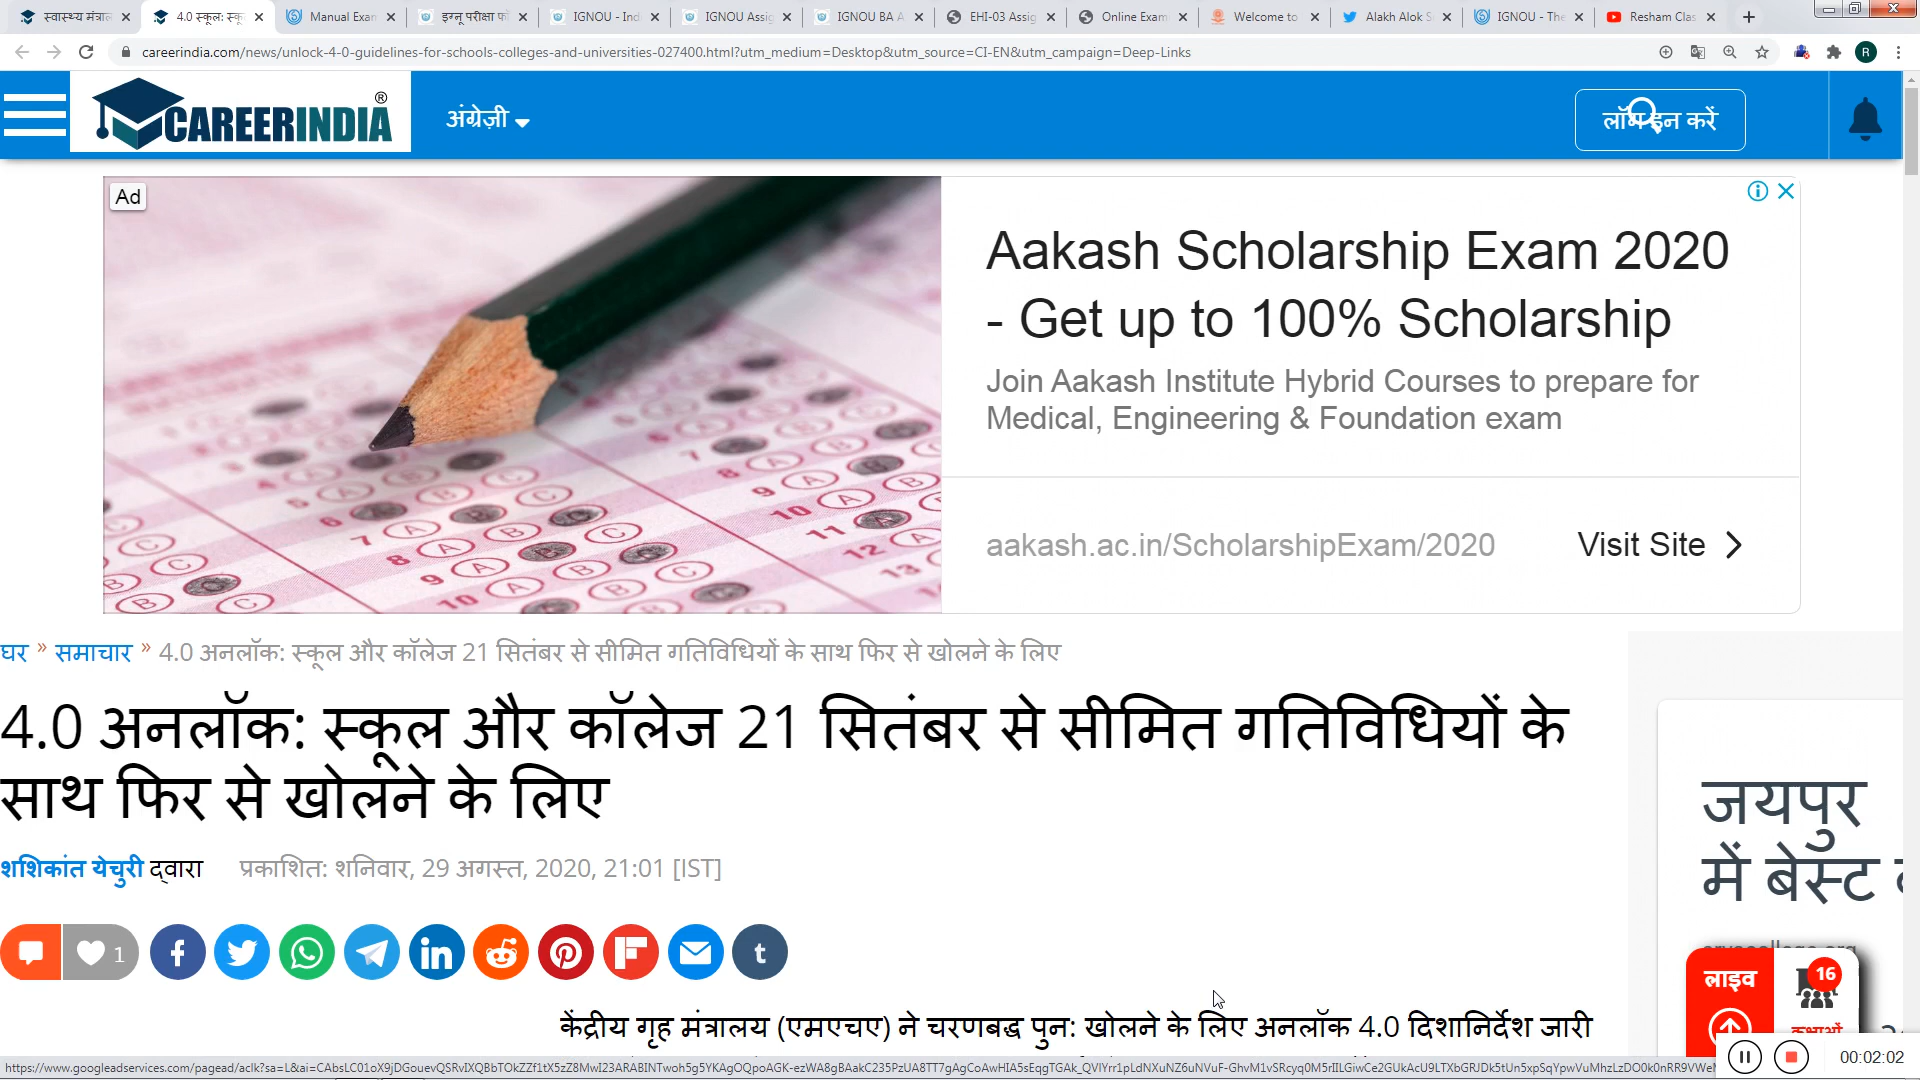 स्वास्थ्य मंत्राल
4.0 स्कूल: स्कू
Manual Exan
इग्नू परीक्षा फॉ
IGNOU - Ind
IGNOU Assig
IGNOU BA A
EHI-03 Assig
Online Exam
Welcome to
Alakh Alok S
IGNOU - The
Resham Clas
careerindia.com/news/unlock-4-0-guidelines-for-schools-colleges-and-universities-027400.html?utm_medium=Desktop&utm_source=CI-EN&utm_campaign=Deep-Links
R
CAREERINDIA®
अंग्रेज़ी
लॉग इन करें
Ad
Aakash Scholarship Exam 2020
- Get up to 100% Scholarship
Join Aakash Institute Hybrid Courses to prepare for
Medical, Engineering & Foundation exam
aakash.ac.in/ScholarshipExam/2020
Visit Site
घर » समाचार » 4.0 अनलॉक: स्कूल और कॉलेज 21 सितंबर से सीमित गतिविधियों के साथ फिर से खोलने के लिए
4.0 अनलॉक: स्कूल और कॉलेज 21 सितंबर से सीमित गतिविधियों के
साथ फिर से खोलने के लिए
शशिकांत येचुरी द्वारा प्रकाशित: शनिवार, 29 अगस्त, 2020, 21:01 [IST]
1
जयपुर
में बेस्ट
लाइव
16
केंद्रीय गृह मंत्रालय (एमएचए) ने चरणबद्ध पुन: खोलने के लिए अनलॉक 4.0 दिशानिर्देश जारी
00:02:02